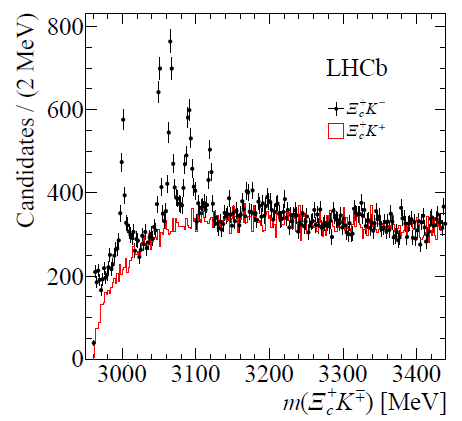 800
600
400
200
0
Candidates / (2 MeV)
LHCb
Ξc⁺K⁻
Ξc⁺K⁺
3000 3100 3200 3300 3400
m(Ξc⁺K∓) [MeV]